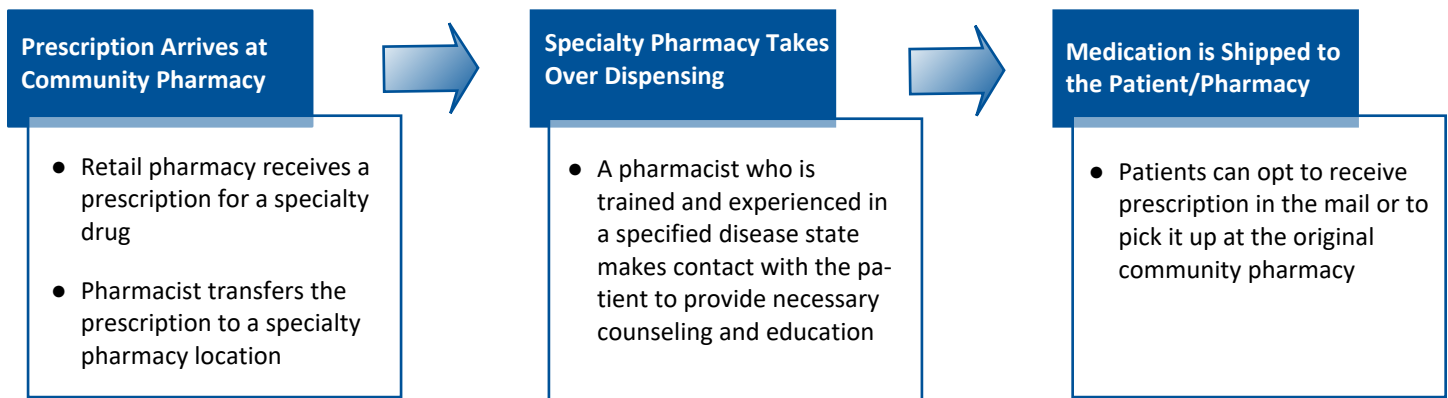 Prescription Arrives at
Community Pharmacy
● Retail pharmacy receives a
prescription for a specialty
drug
● Pharmacist transfers the
prescription to a specialty
pharmacy location
Specialty Pharmacy Takes
Over Dispensing
● A pharmacist who is
trained and experienced in
a specified disease state
makes contact with the pa-
tient to provide necessary
counseling and education
Medication is Shipped to
the Patient/Pharmacy
● Patients can opt to receive
prescription in the mail or to
pick it up at the original
community pharmacy